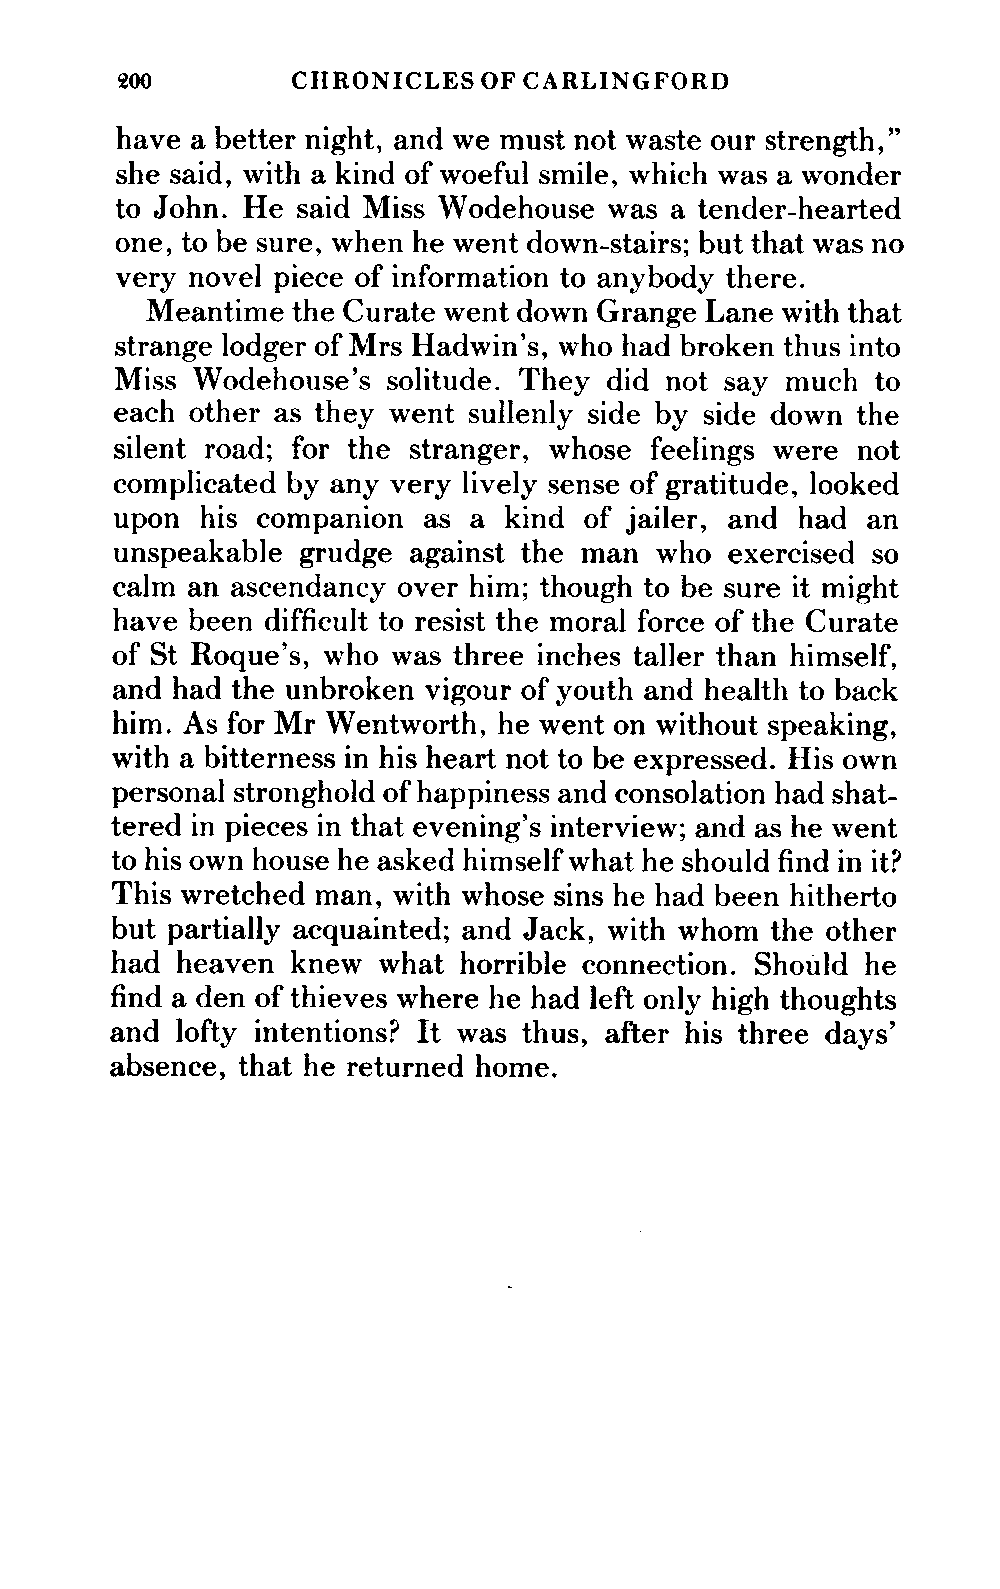 200 CHRONICLES OF CARLINGFORD
have a better night, and we must not waste our strength,”
she said, with a kind of woeful smile, which was a wonder
to John. He said Miss Wodehouse was a tender-hearted
one, to be sure, when he went down-stairs; but that was no
very novel piece of information to anybody there.
Meantime the Curate went down Grange Lane with that
strange lodger of Mrs Hadwin’s, who had broken thus into
Miss Wodehouse’s solitude. They did not say much to
each other as they went sullenly side by side down the
silent road; for the stranger, whose feelings were not
complicated by any very lively sense of gratitude, looked
upon his companion as a kind of jailer, and had an
unspeakable grudge against the man who exercised so
calm an ascendancy over him; though to be sure it might
have been difficult to resist the moral force of the Curate
of St Roque’s, who was three inches taller than himself,
and had the unbroken vigour of youth and health to back
him. As for Mr Wentworth, he went on without speaking,
with a bitterness in his heart not to be expressed. His own
personal stronghold of happiness and consolation had shat-
tered in pieces in that evening’s interview; and as he went
to his own house he asked himself what he should find in it?
This wretched man, with whose sins he had been hitherto
but partially acquainted; and Jack, with whom the other
had heaven knew what horrible connection. Should he
find a den of thieves where he had left only high thoughts
and lofty intentions? It was thus, after his three days’
absence, that he returned home.